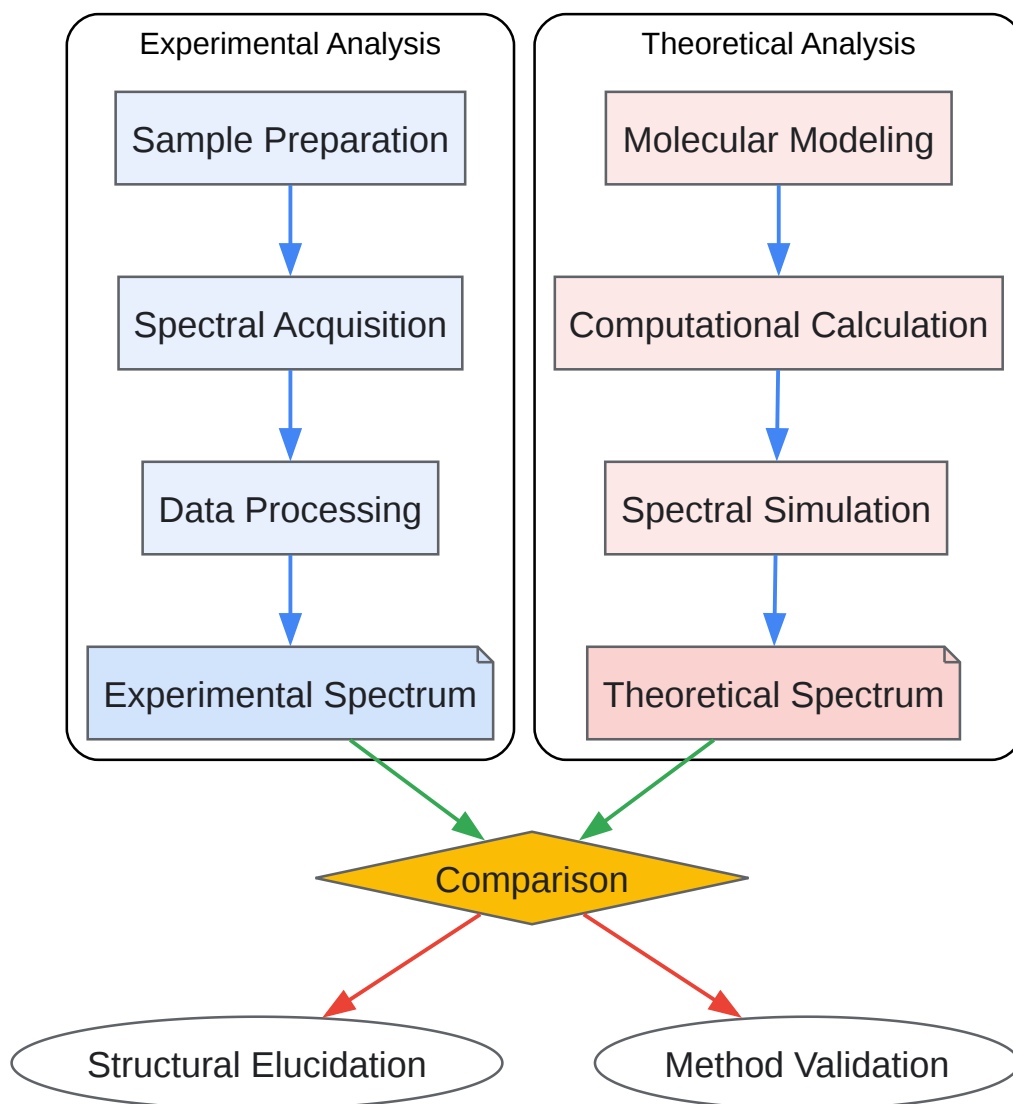 Experimental Analysis
Sample Preparation
Spectral Acquisition
Data Processing
Experimental Spectrum
Theoretical Analysis
Molecular Modeling
Computational Calculation
Spectral Simulation
Theoretical Spectrum
Comparison
Structural Elucidation
Method Validation